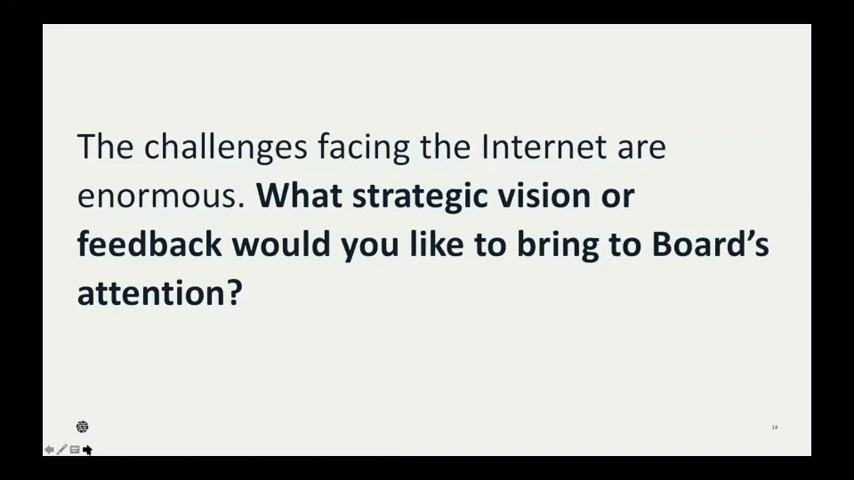 The challenges facing the Internet are
enormous. What strategic vision or
feedback would you like to bring to Board’s
attention?
14